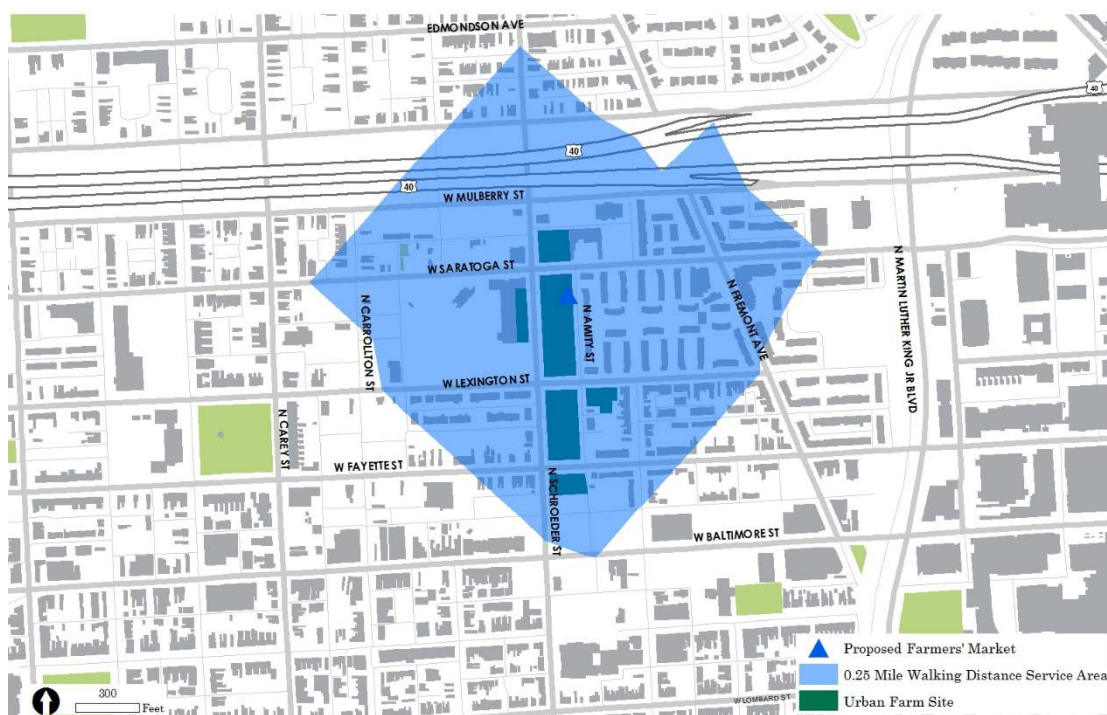 EDMONDSON AVE
40
40
40
W MULBERRY ST
W SARATOGA ST
N CARROLLTON ST
N AMITY ST
N FREMONT AVE
N MARTIN LUTHER KING JR BLVD
W LEXINGTON ST
N CAREY ST
W FAYETTE ST
N SCHROEDER ST
W BALTIMORE ST
Proposed Farmers' Market
0.25 Mile Walking Distance Service Area
Urban Farm Site
W LOMBARD ST
300
Feet